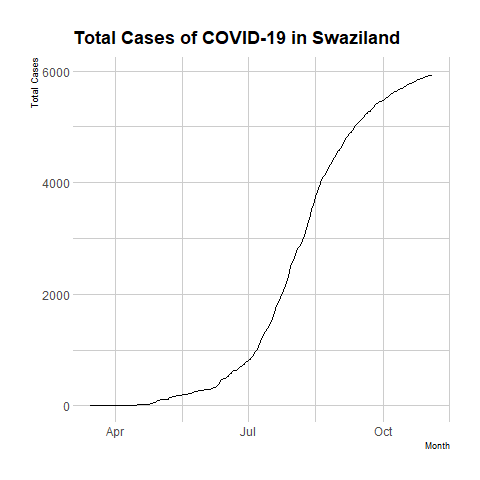 Total Cases of COVID-19 in Swaziland
Total Cases
6000
4000
2000
0
Apr
Jul
Oct
Month